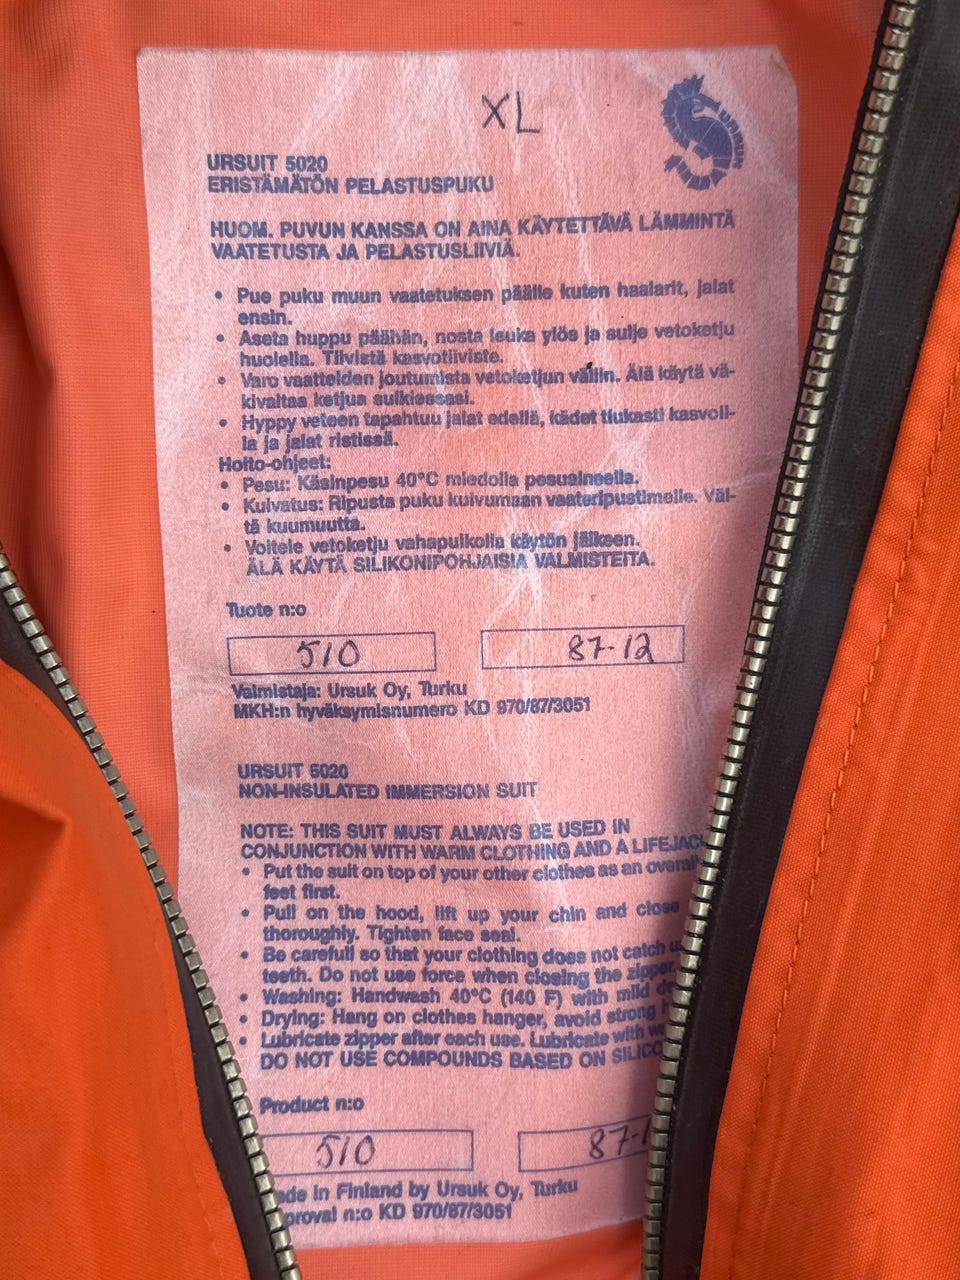 XL
URSUIT
URSUIT 5020
ERISTÄMÄTÖN PELASTUSPUKU
HUOM. PUVUN KANSSA ON AINA KÄYTETTÄVÄ LÄMMINTÄ
VAATETUSTA JA PELASTUSLIIVIÄ.
• Pue puku muun vaatetuksen päälle kuten haalarit, jalat
ensin.
• Aseta huppu päähän, nosta leuka ylös ja sulje vetoketju
huolella. Tiivistä kasvotiiviste.
• Varo vaatteiden joutumista vetoketjun väliin. Älä käytä vä-
kivaltaa ketjua sulkiessasi.
• Hyppy veteen tapahtuu jalat edellä, kädet tiukasti kasvoil-
la ja jalat ristissä.
Hoito-ohjeet:
• Pesu: Käsinpesu 40°C miedolla pesuaineella.
• Kuivatus: Ripusta puku kuivumaan vaateripustimelle. Väl-
tä kuumuutta.
• Voitele vetoketju vahapuikolla käytön jälkeen.
ÄLÄ KÄYTÄ SILIKONIPOHJAISIA VALMISTEITA.
Tuote n:o
510 87-12
Valmistaja: Ursuk Oy, Turku
MKH:n hyväksymisnumero KD 970/87/3051
URSUIT 5020
NON-INSULATED IMMERSION SUIT
NOTE: THIS SUIT MUST ALWAYS BE USED IN
CONJUNCTION WITH WARM CLOTHING AND A LIFEJAC
• Put the suit on top of your other clothes as an overall
feet first.
• Pull on the hood, lift up your chin and close
thoroughly. Tighten face seal.
• Be carefull so that your clothing does not catch
teeth. Do not use force when closing the zipper.
• Washing: Handwash 40°C (140 F) with mild
• Drying: Hang on clothes hanger, avoid strong
• Lubricate zipper after each use. Lubricate with
DO NOT USE COMPOUNDS BASED ON SILICO
Product n:o
510 87-1
ade in Finland by Ursuk Oy, Turku
proval n:o KD 970/87/3051